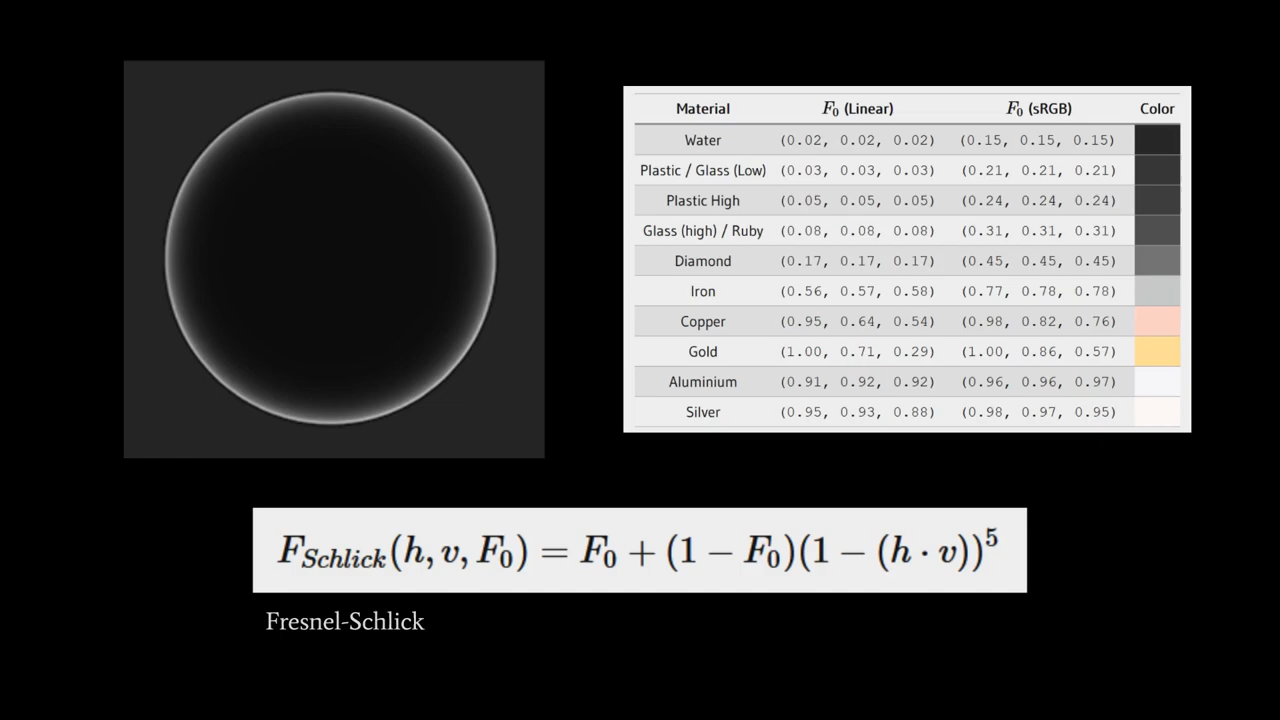 Material F₀ (Linear) F₀ (sRGB) Color
Water (0.02, 0.02, 0.02) (0.15, 0.15, 0.15)
Plastic / Glass (Low) (0.03, 0.03, 0.03) (0.21, 0.21, 0.21)
Plastic High (0.05, 0.05, 0.05) (0.24, 0.24, 0.24)
Glass (high) / Ruby (0.08, 0.08, 0.08) (0.31, 0.31, 0.31)
Diamond (0.17, 0.17, 0.17) (0.45, 0.45, 0.45)
Iron (0.56, 0.57, 0.58) (0.77, 0.78, 0.78)
Copper (0.95, 0.64, 0.54) (0.98, 0.82, 0.76)
Gold (1.00, 0.71, 0.29) (1.00, 0.86, 0.57)
Aluminium (0.91, 0.92, 0.92) (0.96, 0.96, 0.97)
Silver (0.95, 0.93, 0.88) (0.98, 0.97, 0.95)
F_Schlick(h, v, F₀) = F₀ + (1 − F₀)(1 − (h · v))⁵
Fresnel-Schlick